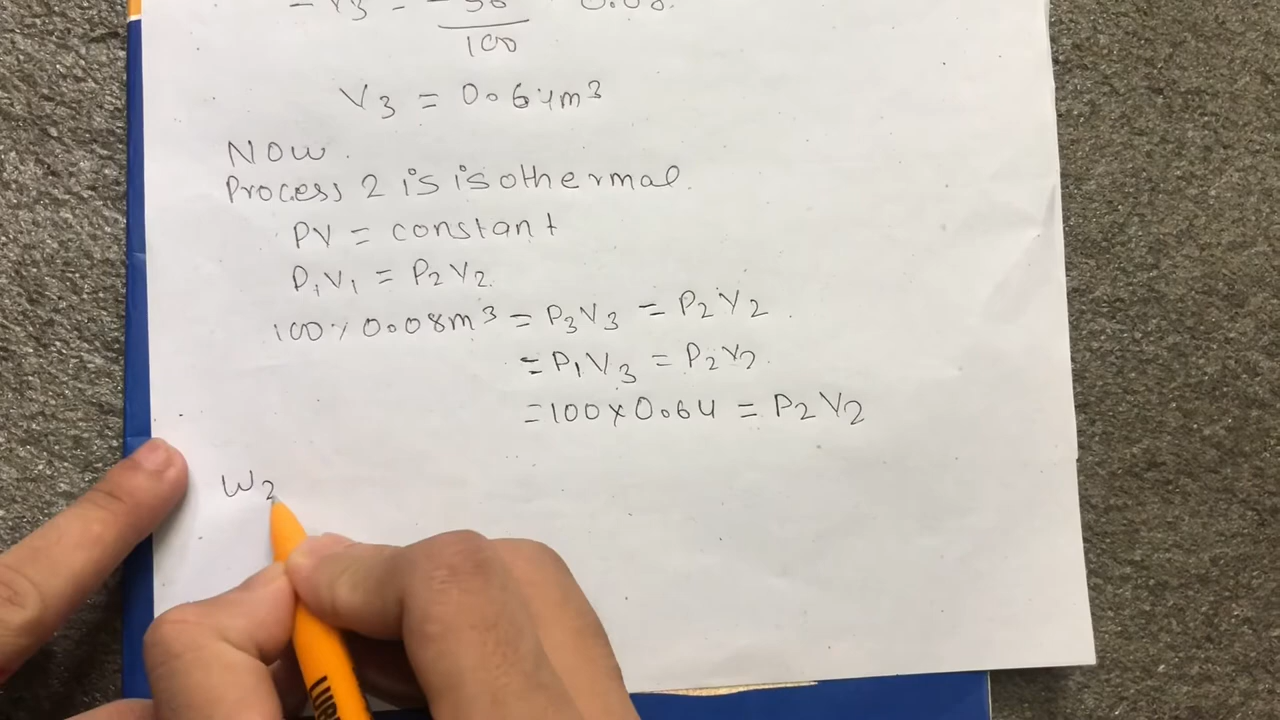 100
V3 = 0.64m3
NOW.
Process 2 is isothermal.
PV = constant
P1V1 = P2V2.
100 × 0.08m3 = P3V3 = P2V2.
= P1V3 = P2V2.
= 100 × 0.64 = P2V2
W2